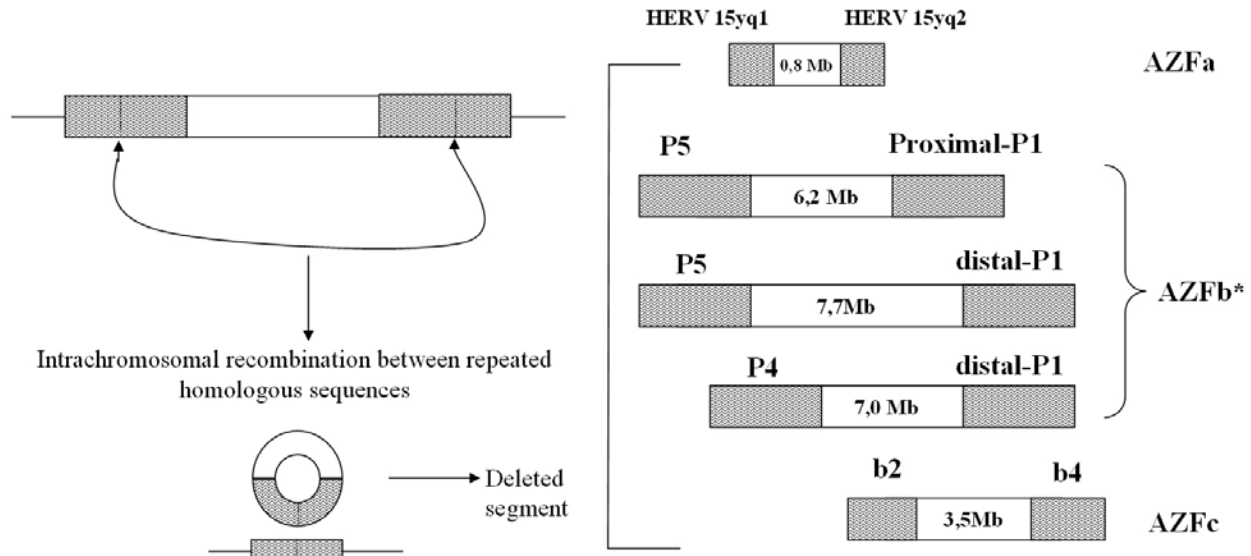 Intrachromosomal recombination between repeated
homologous sequences
Deleted
segment
HERV 15yq1 HERV 15yq2
0,8 Mb
AZFa
P5 Proximal-P1
6,2 Mb
P5 distal-P1
7,7Mb
AZFb*
P4 distal-P1
7,0 Mb
b2 b4
3,5Mb
AZFc